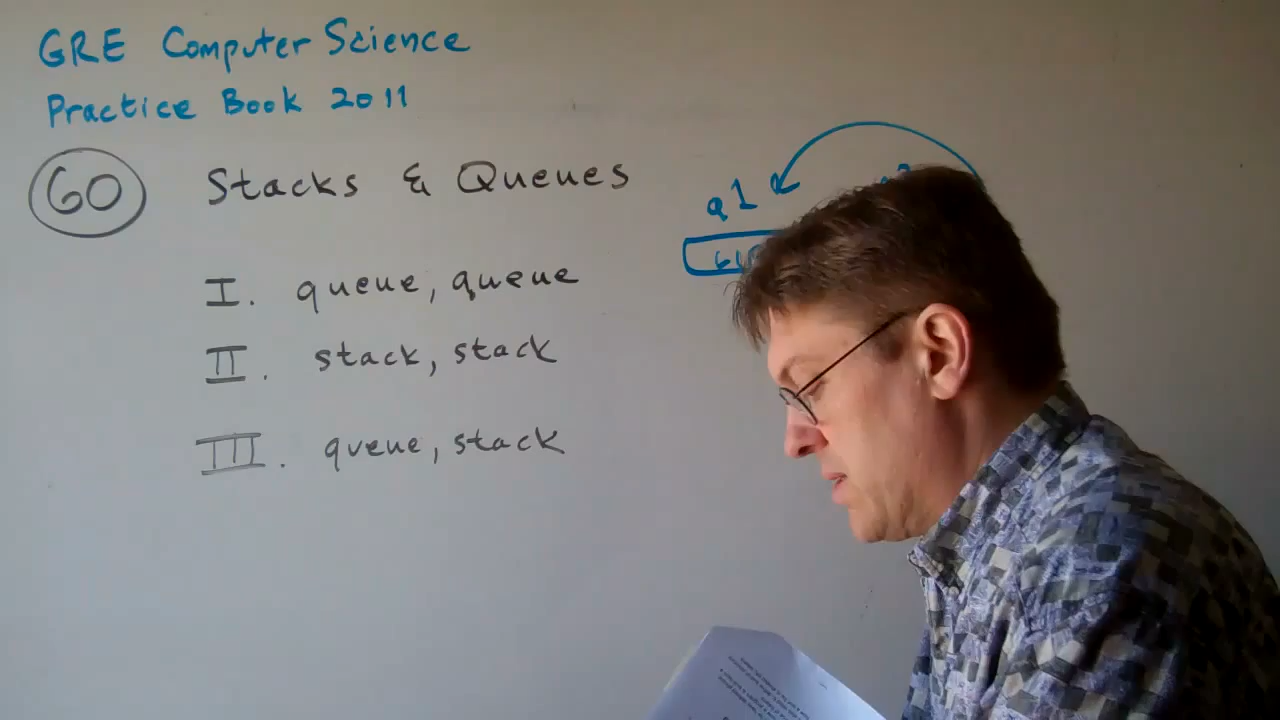 GRE Computer Science
Practice Book 2011
60 Stacks & Queues
q1
I. queue, queue
II. stack, stack
III. queue, stack